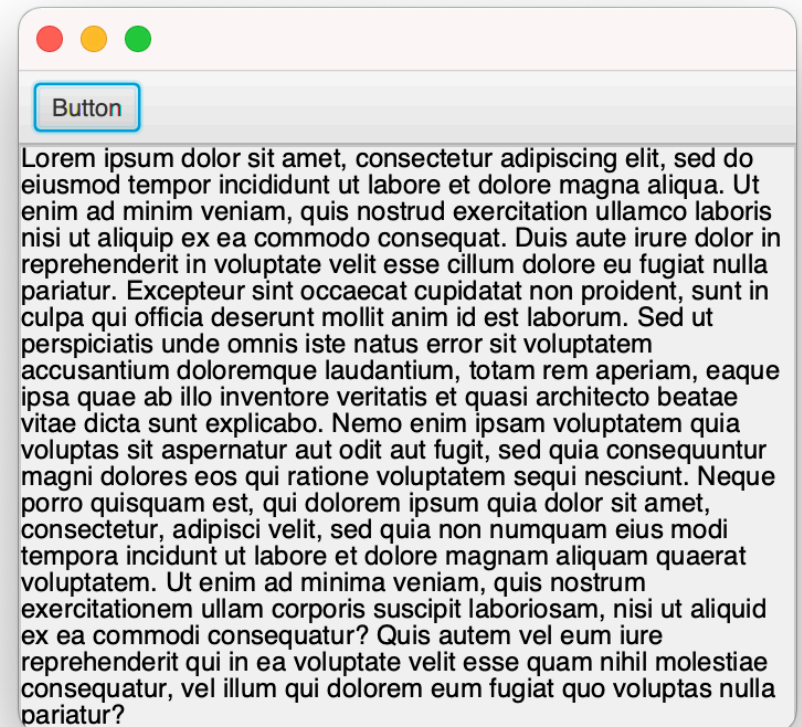 Button
Lorem ipsum dolor sit amet, consectetur adipiscing elit, sed do
eiusmod tempor incididunt ut labore et dolore magna aliqua. Ut
enim ad minim veniam, quis nostrud exercitation ullamco laboris
nisi ut aliquip ex ea commodo consequat. Duis aute irure dolor in
reprehenderit in voluptate velit esse cillum dolore eu fugiat nulla
pariatur. Excepteur sint occaecat cupidatat non proident, sunt in
culpa qui officia deserunt mollit anim id est laborum. Sed ut
perspiciatis unde omnis iste natus error sit voluptatem
accusantium doloremque laudantium, totam rem aperiam, eaque
ipsa quae ab illo inventore veritatis et quasi architecto beatae
vitae dicta sunt explicabo. Nemo enim ipsam voluptatem quia
voluptas sit aspernatur aut odit aut fugit, sed quia consequuntur
magni dolores eos qui ratione voluptatem sequi nesciunt. Neque
porro quisquam est, qui dolorem ipsum quia dolor sit amet,
consectetur, adipisci velit, sed quia non numquam eius modi
tempora incidunt ut labore et dolore magnam aliquam quaerat
voluptatem. Ut enim ad minima veniam, quis nostrum
exercitationem ullam corporis suscipit laboriosam, nisi ut aliquid
ex ea commodi consequatur? Quis autem vel eum iure
reprehenderit qui in ea voluptate velit esse quam nihil molestiae
consequatur, vel illum qui dolorem eum fugiat quo voluptas nulla
pariatur?